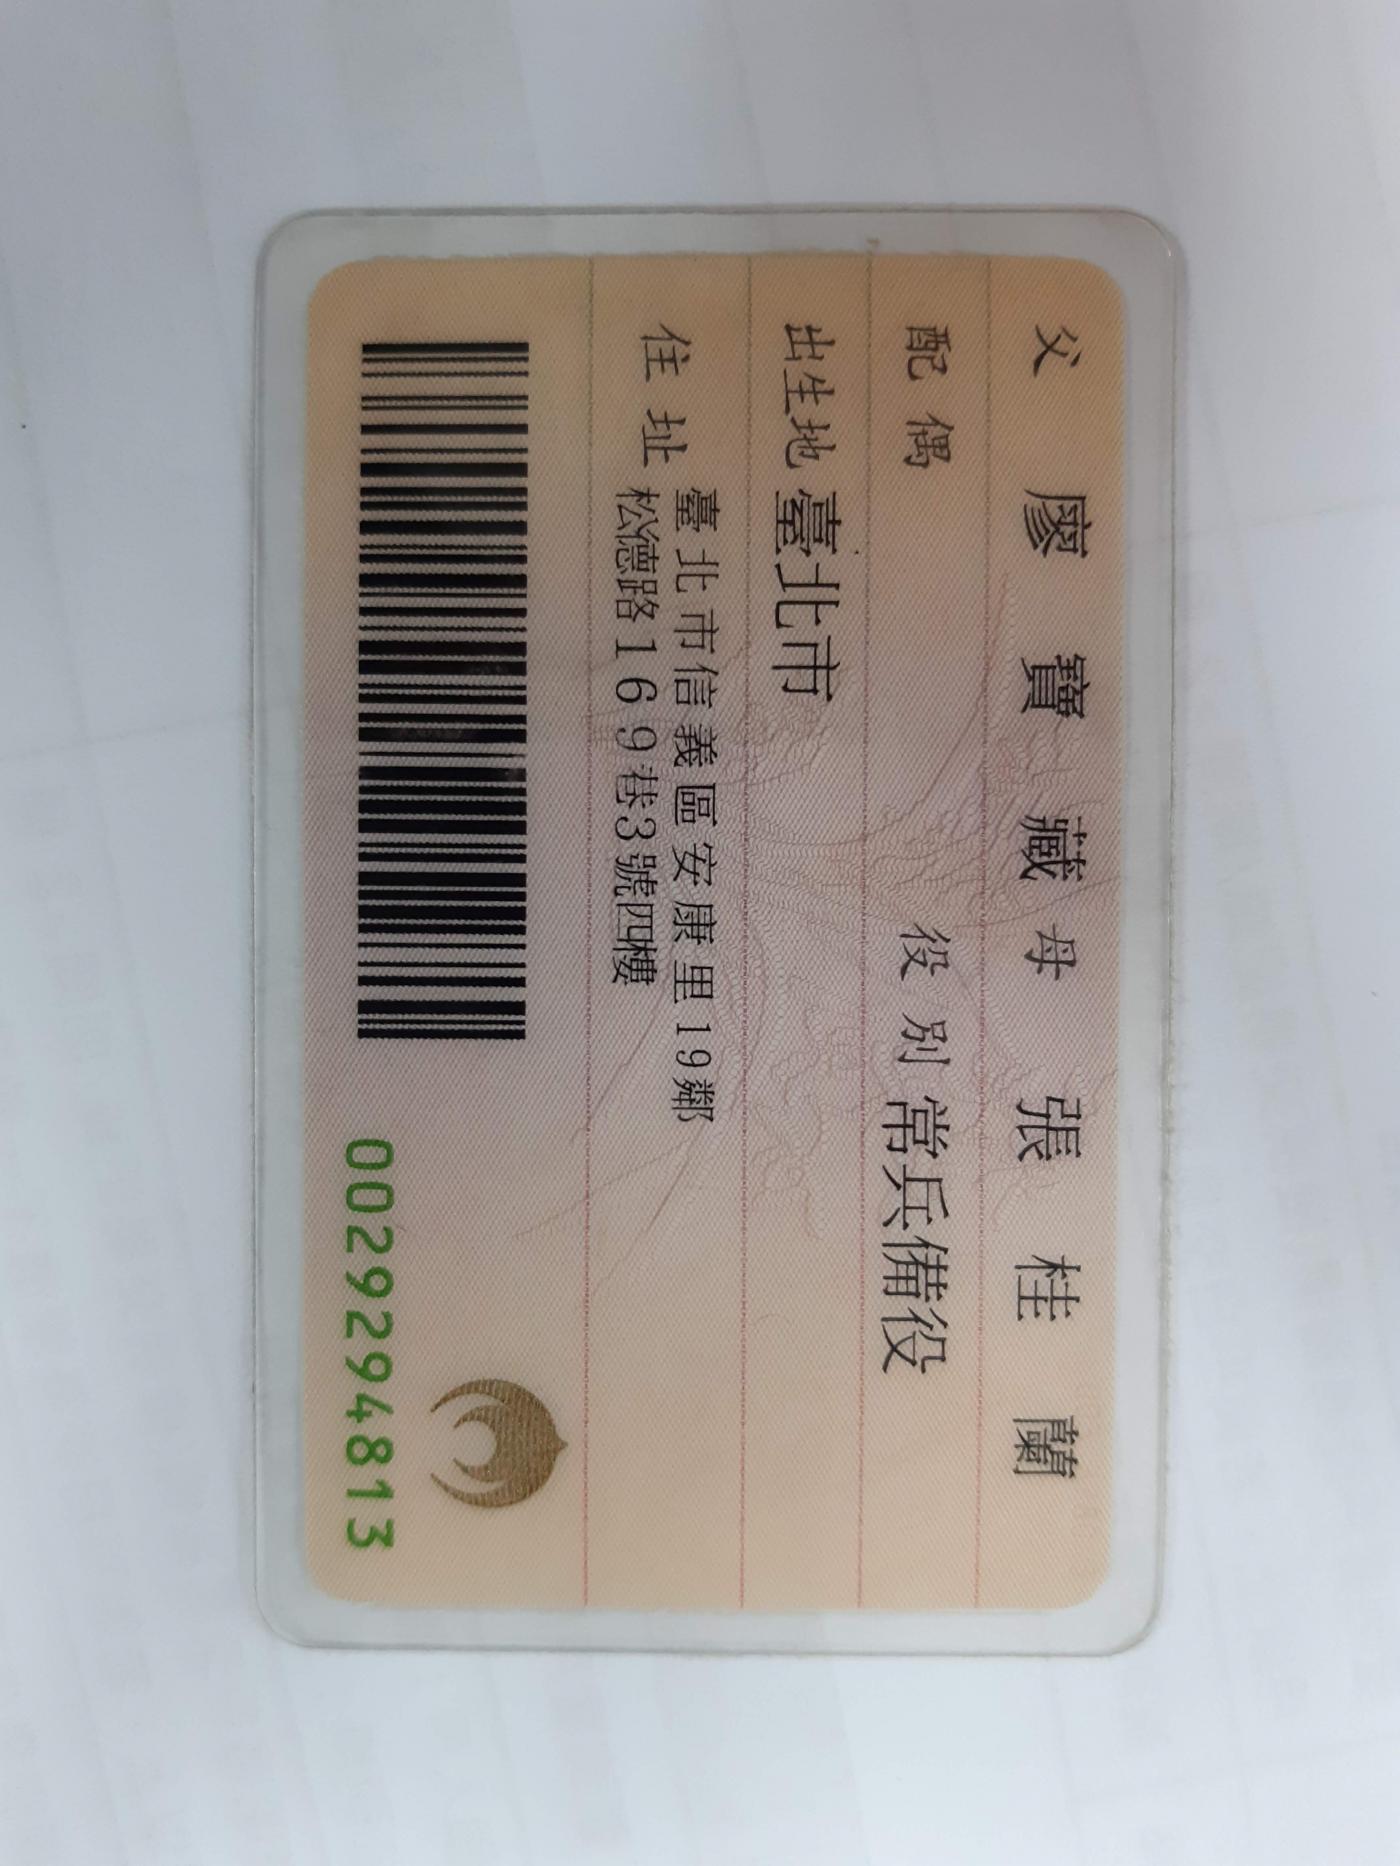 父 廖寶藏 母 張桂蘭
配偶 役別 常兵備役
出生地 臺北市
住址 臺北市信義區安康里19鄰
松德路169巷3號四樓
0029294813